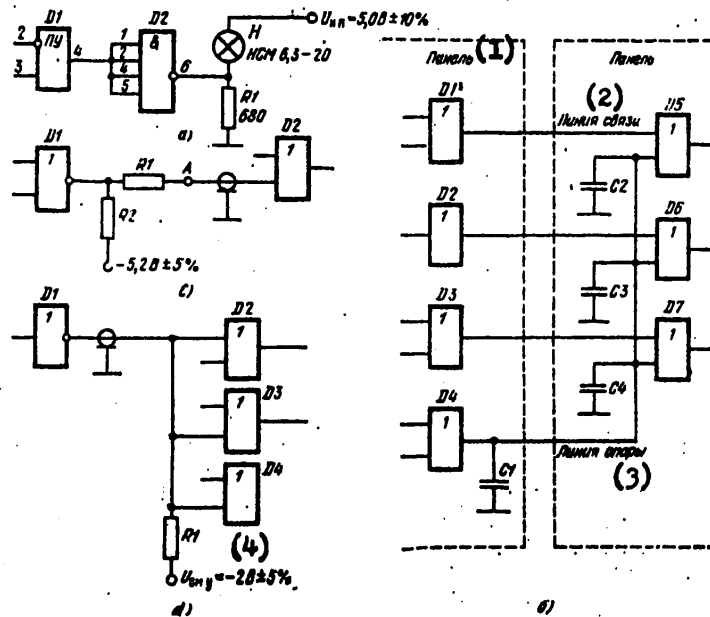 D1
2
3
ПУ
4
D2
1
2
4
5
&
6
H
НСМ 6,3-20
Uип=5,0В±10%
R1
680
а)
D1
1
R1
A
R2
-5,2В±5%
D2
1
с)
D1
1
D2
1
D3
1
D4
1
R1
(4)
Uсм у=-2В±5%
d)
Панель (1)
Панель
D1
1
(2)
Линия связи
D5
1
C2
D2
1
D6
1
C3
D3
1
D7
1
C4
D4
1
C1
Линия опоры
(3)
б)